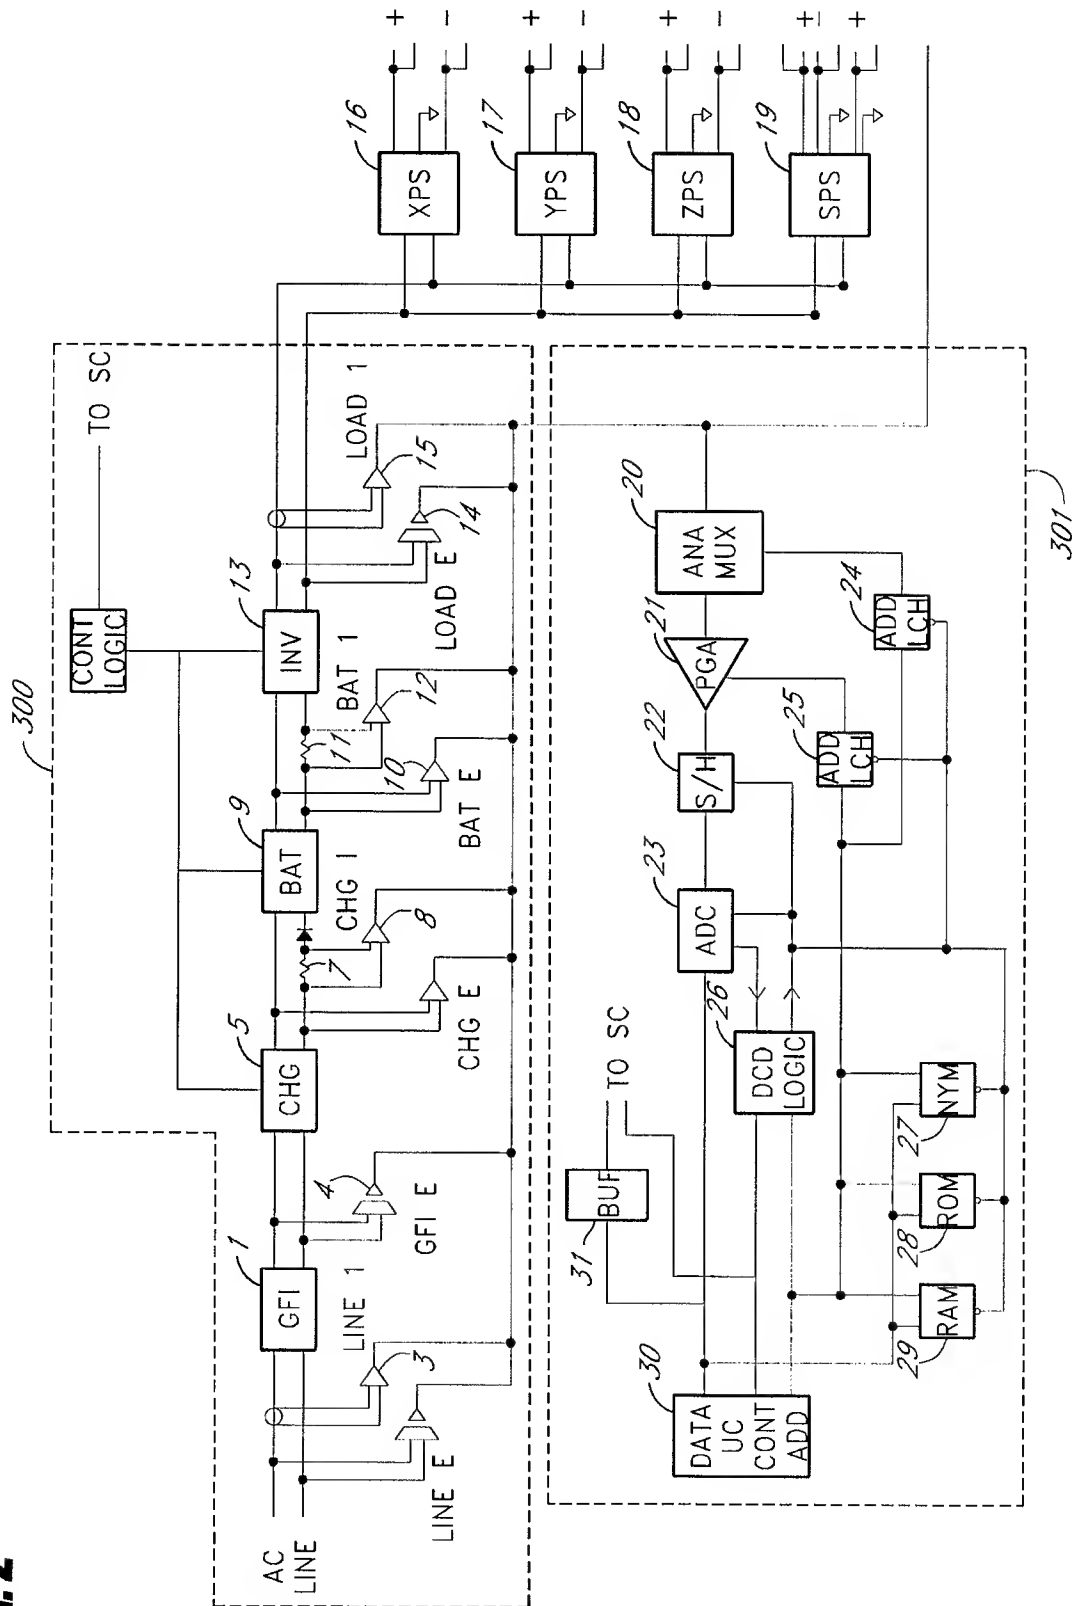 300
CONT
LOGIC
TO SC
AC
LINE
1
GFI
5
CHG
9
BAT
13
INV
LINE E
LINE 1
3
GFI E
4
CHG E
CHG I
7
8
BAT E
BAT 1
10
11
12
LOAD E
LOAD 1
14
15
16
XPS
+
−
17
YPS
+
−
18
ZPS
+
−
19
SPS
+
−
+
301
30
DATA
UC
CONT
ADD
31
BUF
TO SC
26
DCD
LOGIC
23
ADC
22
S/H
21
PGA
20
ANA
MUX
25
ADD
LCH
24
ADD
LCH
29
RAM
28
ROM
27
NYM